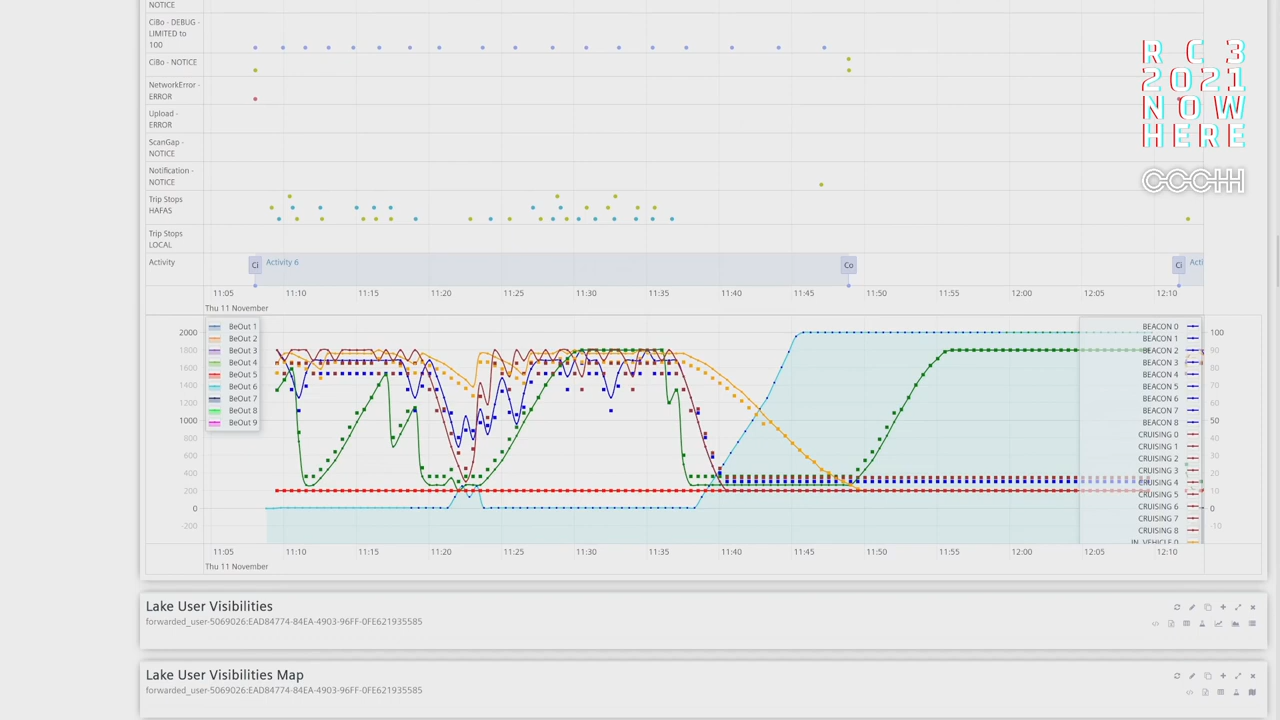 NOTICE
CiBo - DEBUG -
LIMITED to
100
CiBo - NOTICE
NetworkError -
ERROR
Upload -
ERROR
ScanGap -
NOTICE
Notification -
NOTICE
Trip Stops
HAFAS
Trip Stops
LOCAL
Activity
Ci
Activity 6
Co
Ci
Acti
11:05 11:10 11:15 11:20 11:25 11:30 11:35 11:40 11:45 11:50 11:55 12:00 12:05 12:10
Thu 11 November
RC3
2021
NOW
HERE
CCCHH
2000
1800
1600
1400
1200
1000
800
600
400
200
0
-200
BeOut 1
BeOut 2
BeOut 3
BeOut 4
BeOut 5
BeOut 6
BeOut 7
BeOut 8
BeOut 9
BEACON 0
BEACON 1
BEACON 2
BEACON 3
BEACON 4
BEACON 5
BEACON 6
BEACON 7
BEACON 8
CRUISING 0
CRUISING 1
CRUISING 2
CRUISING 3
CRUISING 4
CRUISING 5
CRUISING 6
CRUISING 7
CRUISING 8
IN_VEHICLE 0
100
90
80
70
60
50
40
30
20
10
0
-10
11:05 11:10 11:15 11:20 11:25 11:30 11:35 11:40 11:45 11:50 11:55 12:00 12:05 12:10
Thu 11 November
Lake User Visibilities
forwarded_user-5069026:EAD84774-84EA-4903-96FF-0FE621935585
Lake User Visibilities Map
forwarded_user-5069026:EAD84774-84EA-4903-96FF-0FE621935585